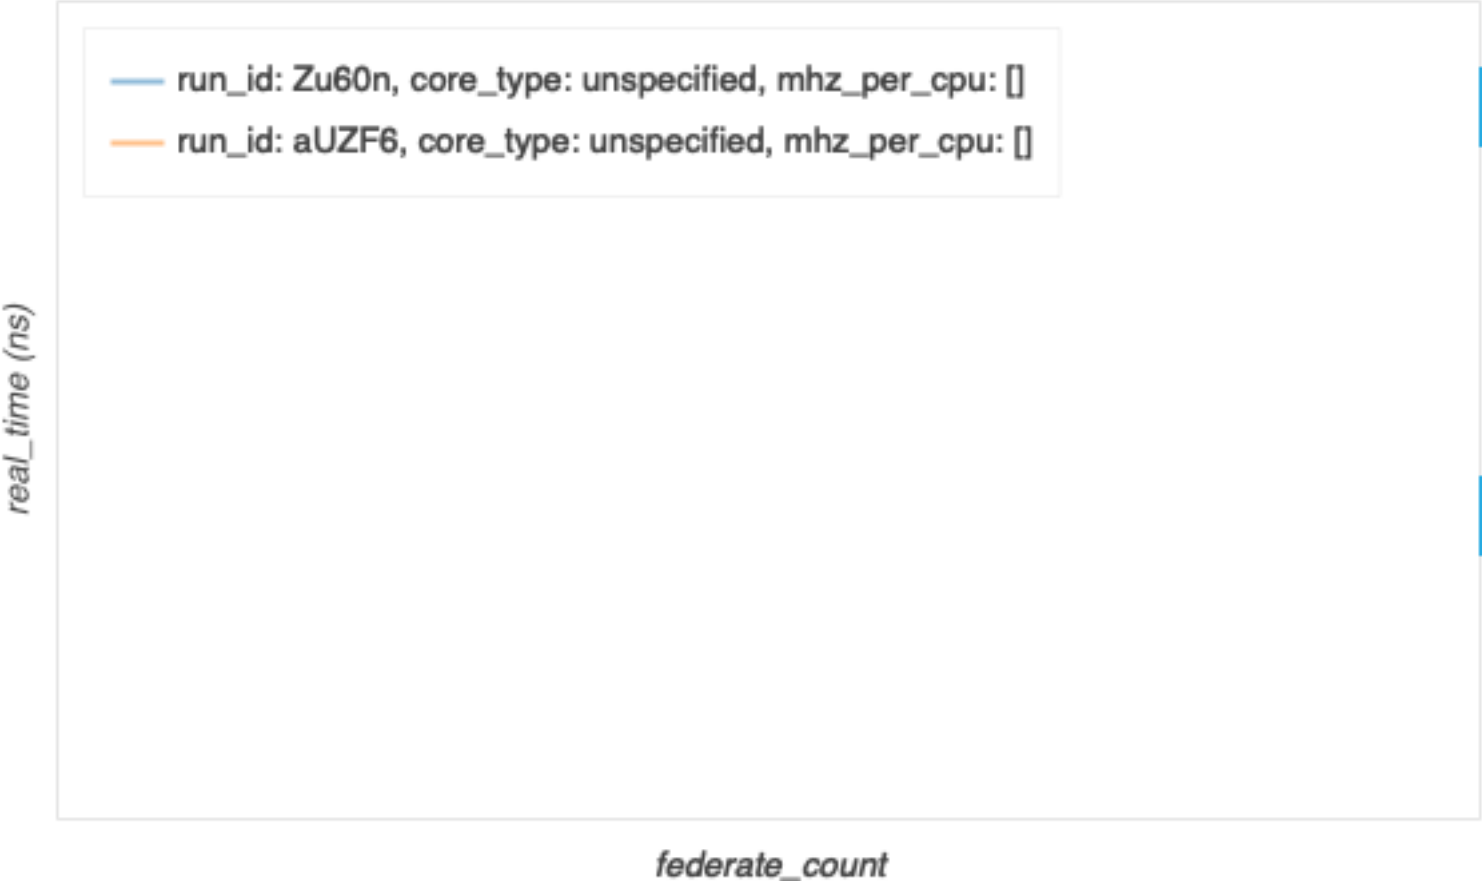 run_id: Zu60n, core_type: unspecified, mhz_per_cpu: []
run_id: aUZF6, core_type: unspecified, mhz_per_cpu: []
real_time (ns)
federate_count